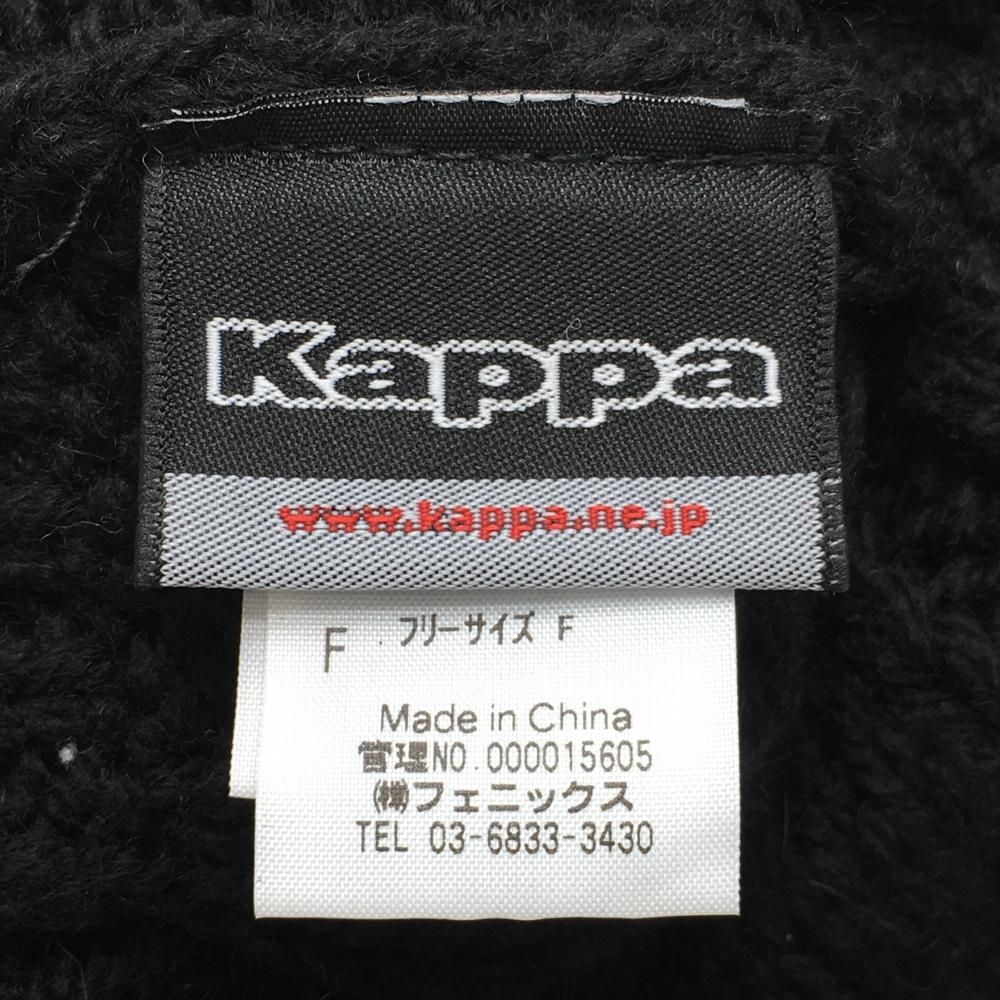 Kappa
www.kappa.ne.jp
F フリーサイズ F
Made in China
管理NO.000015605
㈱フェニックス
TEL 03-6833-3430